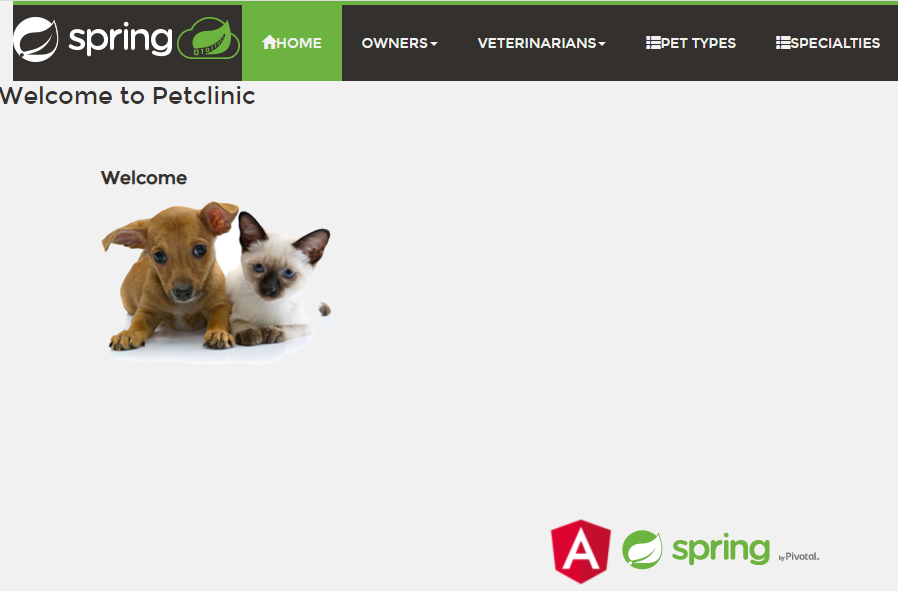 spring
HOME
OWNERS
VETERINARIANS
PET TYPES
SPECIALTIES
Welcome to Petclinic
Welcome
A
spring
by Pivotal.